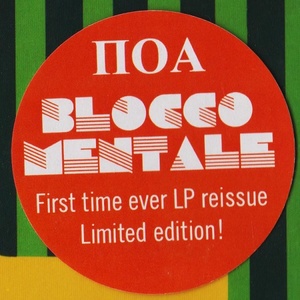 ΠΟΑ
BLOCCO
MENTALE
First time ever LP reissue
Limited edition!